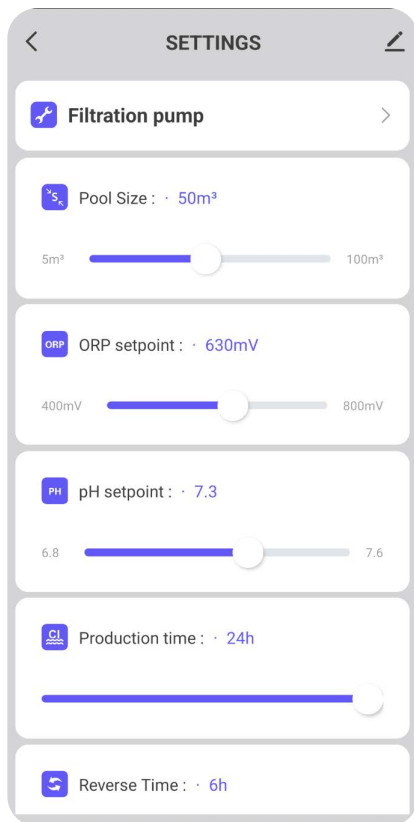 SETTINGS
Filtration pump
S Pool Size : · 50m³
5m³ 100m³
ORP ORP setpoint : · 630mV
400mV 800mV
PH pH setpoint : · 7.3
6.8 7.6
CL Production time : · 24h
Reverse Time : · 6h